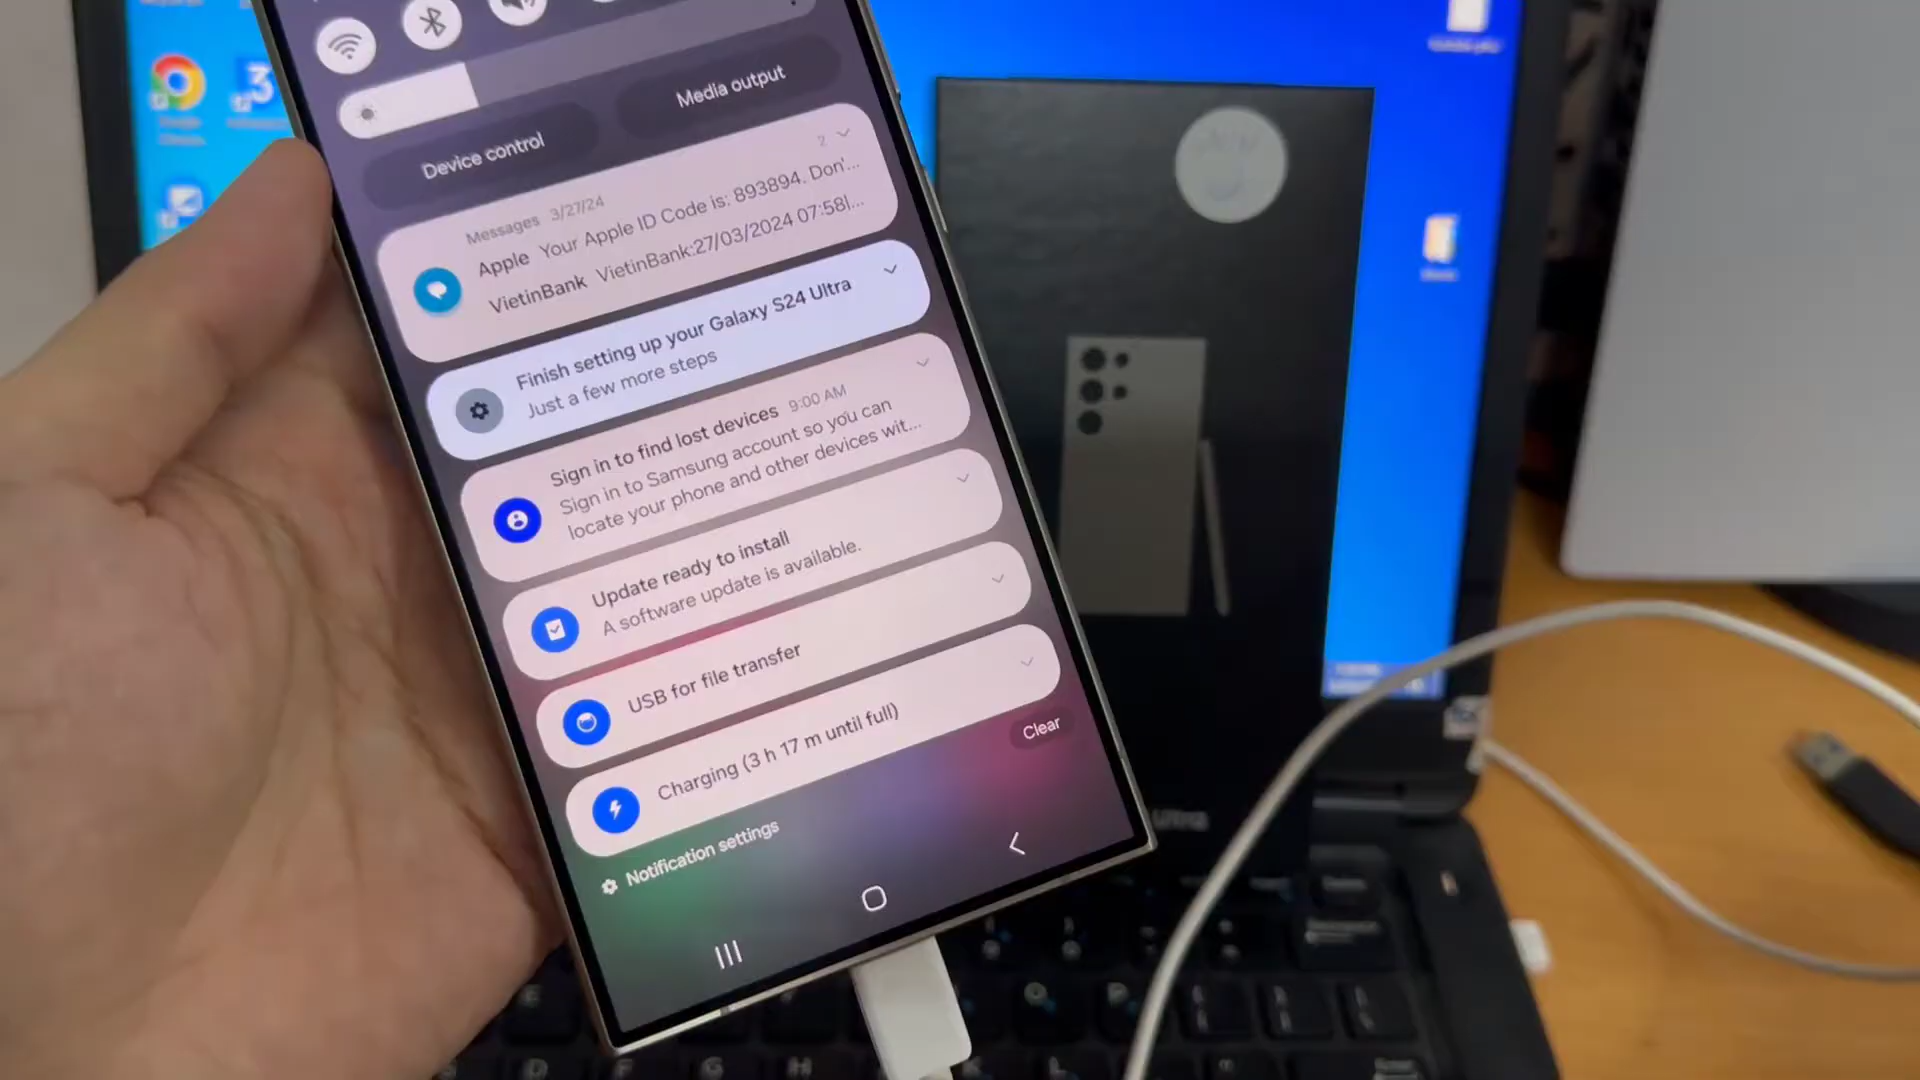 Device control
Media output
Messages 3/27/24
2
Apple Your Apple ID Code is: 893894. Don'...
VietinBank VietinBank:27/03/2024 07:58|...
Finish setting up your Galaxy S24 Ultra
Just a few more steps
Sign in to find lost devices 9:00 AM
Sign in to Samsung account so you can
locate your phone and other devices wit...
Update ready to install
A software update is available.
USB for file transfer
Charging (3 h 17 m until full)
Clear
Notification settings
Ultra